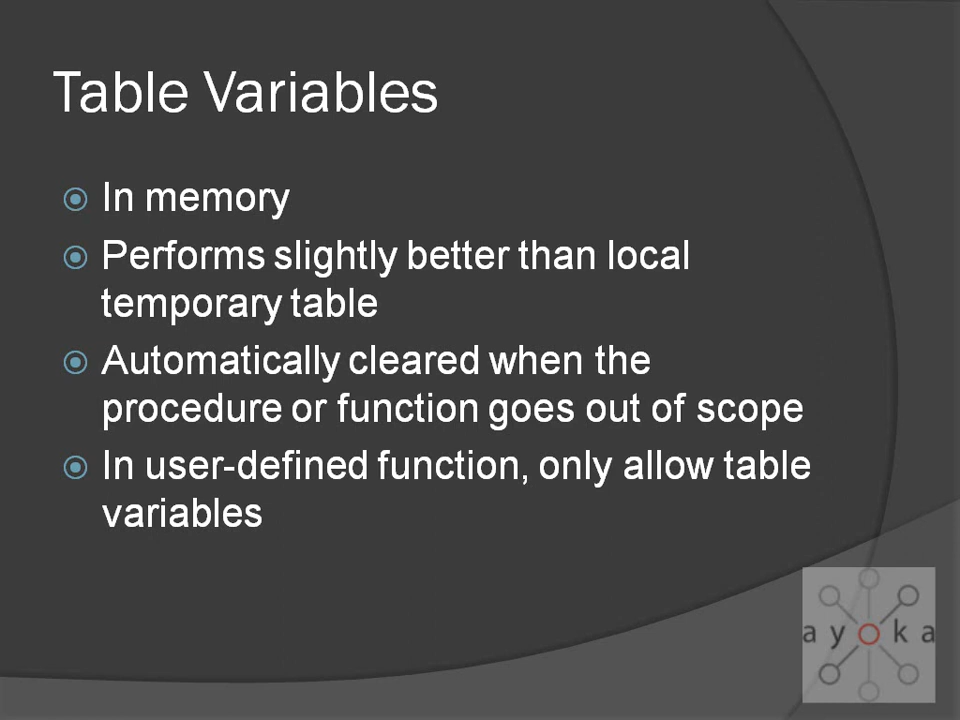 Table Variables
In memory
Performs slightly better than local
temporary table
Automatically cleared when the
procedure or function goes out of scope
In user-defined function, only allow table
variables
ayoka